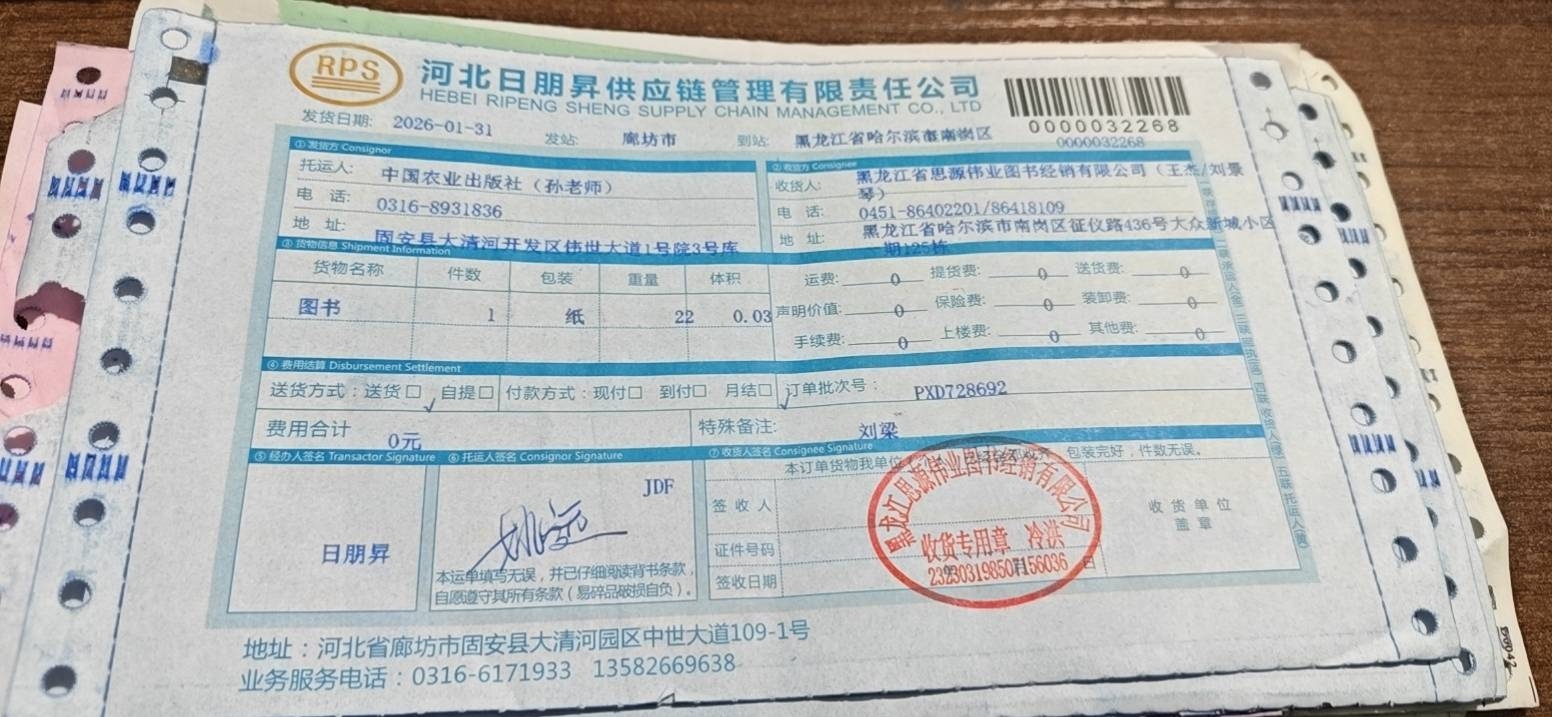 RPS
河北日朋昇供应链管理有限责任公司
HEBEI RIPENG SHENG SUPPLY CHAIN MANAGEMENT CO., LTD
0000032268
发货日期: 2026-01-31 发站: 廊坊市 到站: 黑龙江省哈尔滨市南岗区 0000032268
① 发货方 Consignor
托运人: 中国农业出版社（孙老师）
电 话: 0316-8931836
地 址: 固安县大清河开发区伟世大道1号院3号库
② 收货方 Consignee
收货人: 黑龙江省思源伟业图书经销有限公司（王杰/刘景琴）
电 话: 0451-86402201/86418109
地 址: 黑龙江省哈尔滨市南岗区征仪路436号大众新城小区
一期125栋
③ 货物信息 Shipment Information
货物名称 件数 包装 重量 体积
图书 1 纸 22 0.03
运费: 0 提货费: 0 送货费: 0
声明价值: 0 保险费: 0 装卸费: 0
手续费: 0 上楼费: 0 其他费: 0
④ 费用结算 Disbursement Settlement
送货方式：送货□ ✓ 自提□ 付款方式：现付□ 到付□ 月结□ ✓ 订单批次号： PXD728692
费用合计 0元 特殊备注: 刘梁
⑤ 经办人签名 Transactor Signature
日朋昇
⑥ 托运人签名 Consignor Signature
JDF
本运单填写无误，并已仔细阅读背书条款，
自愿遵守其所有条款（易碎品破损自负）。
⑦ 收货人签名 Consignee Signature
本订单货物我单位 包装完好，件数无误。
签 收 人
证件号码
签收日期 日
收 货 单 位
盖 章
黑龙江思源伟业图书经销有限公司
收货专用章 冷洪
地址：河北省廊坊市固安县大清河园区中世大道109-1号
业务服务电话：0316-6171933 13582669638